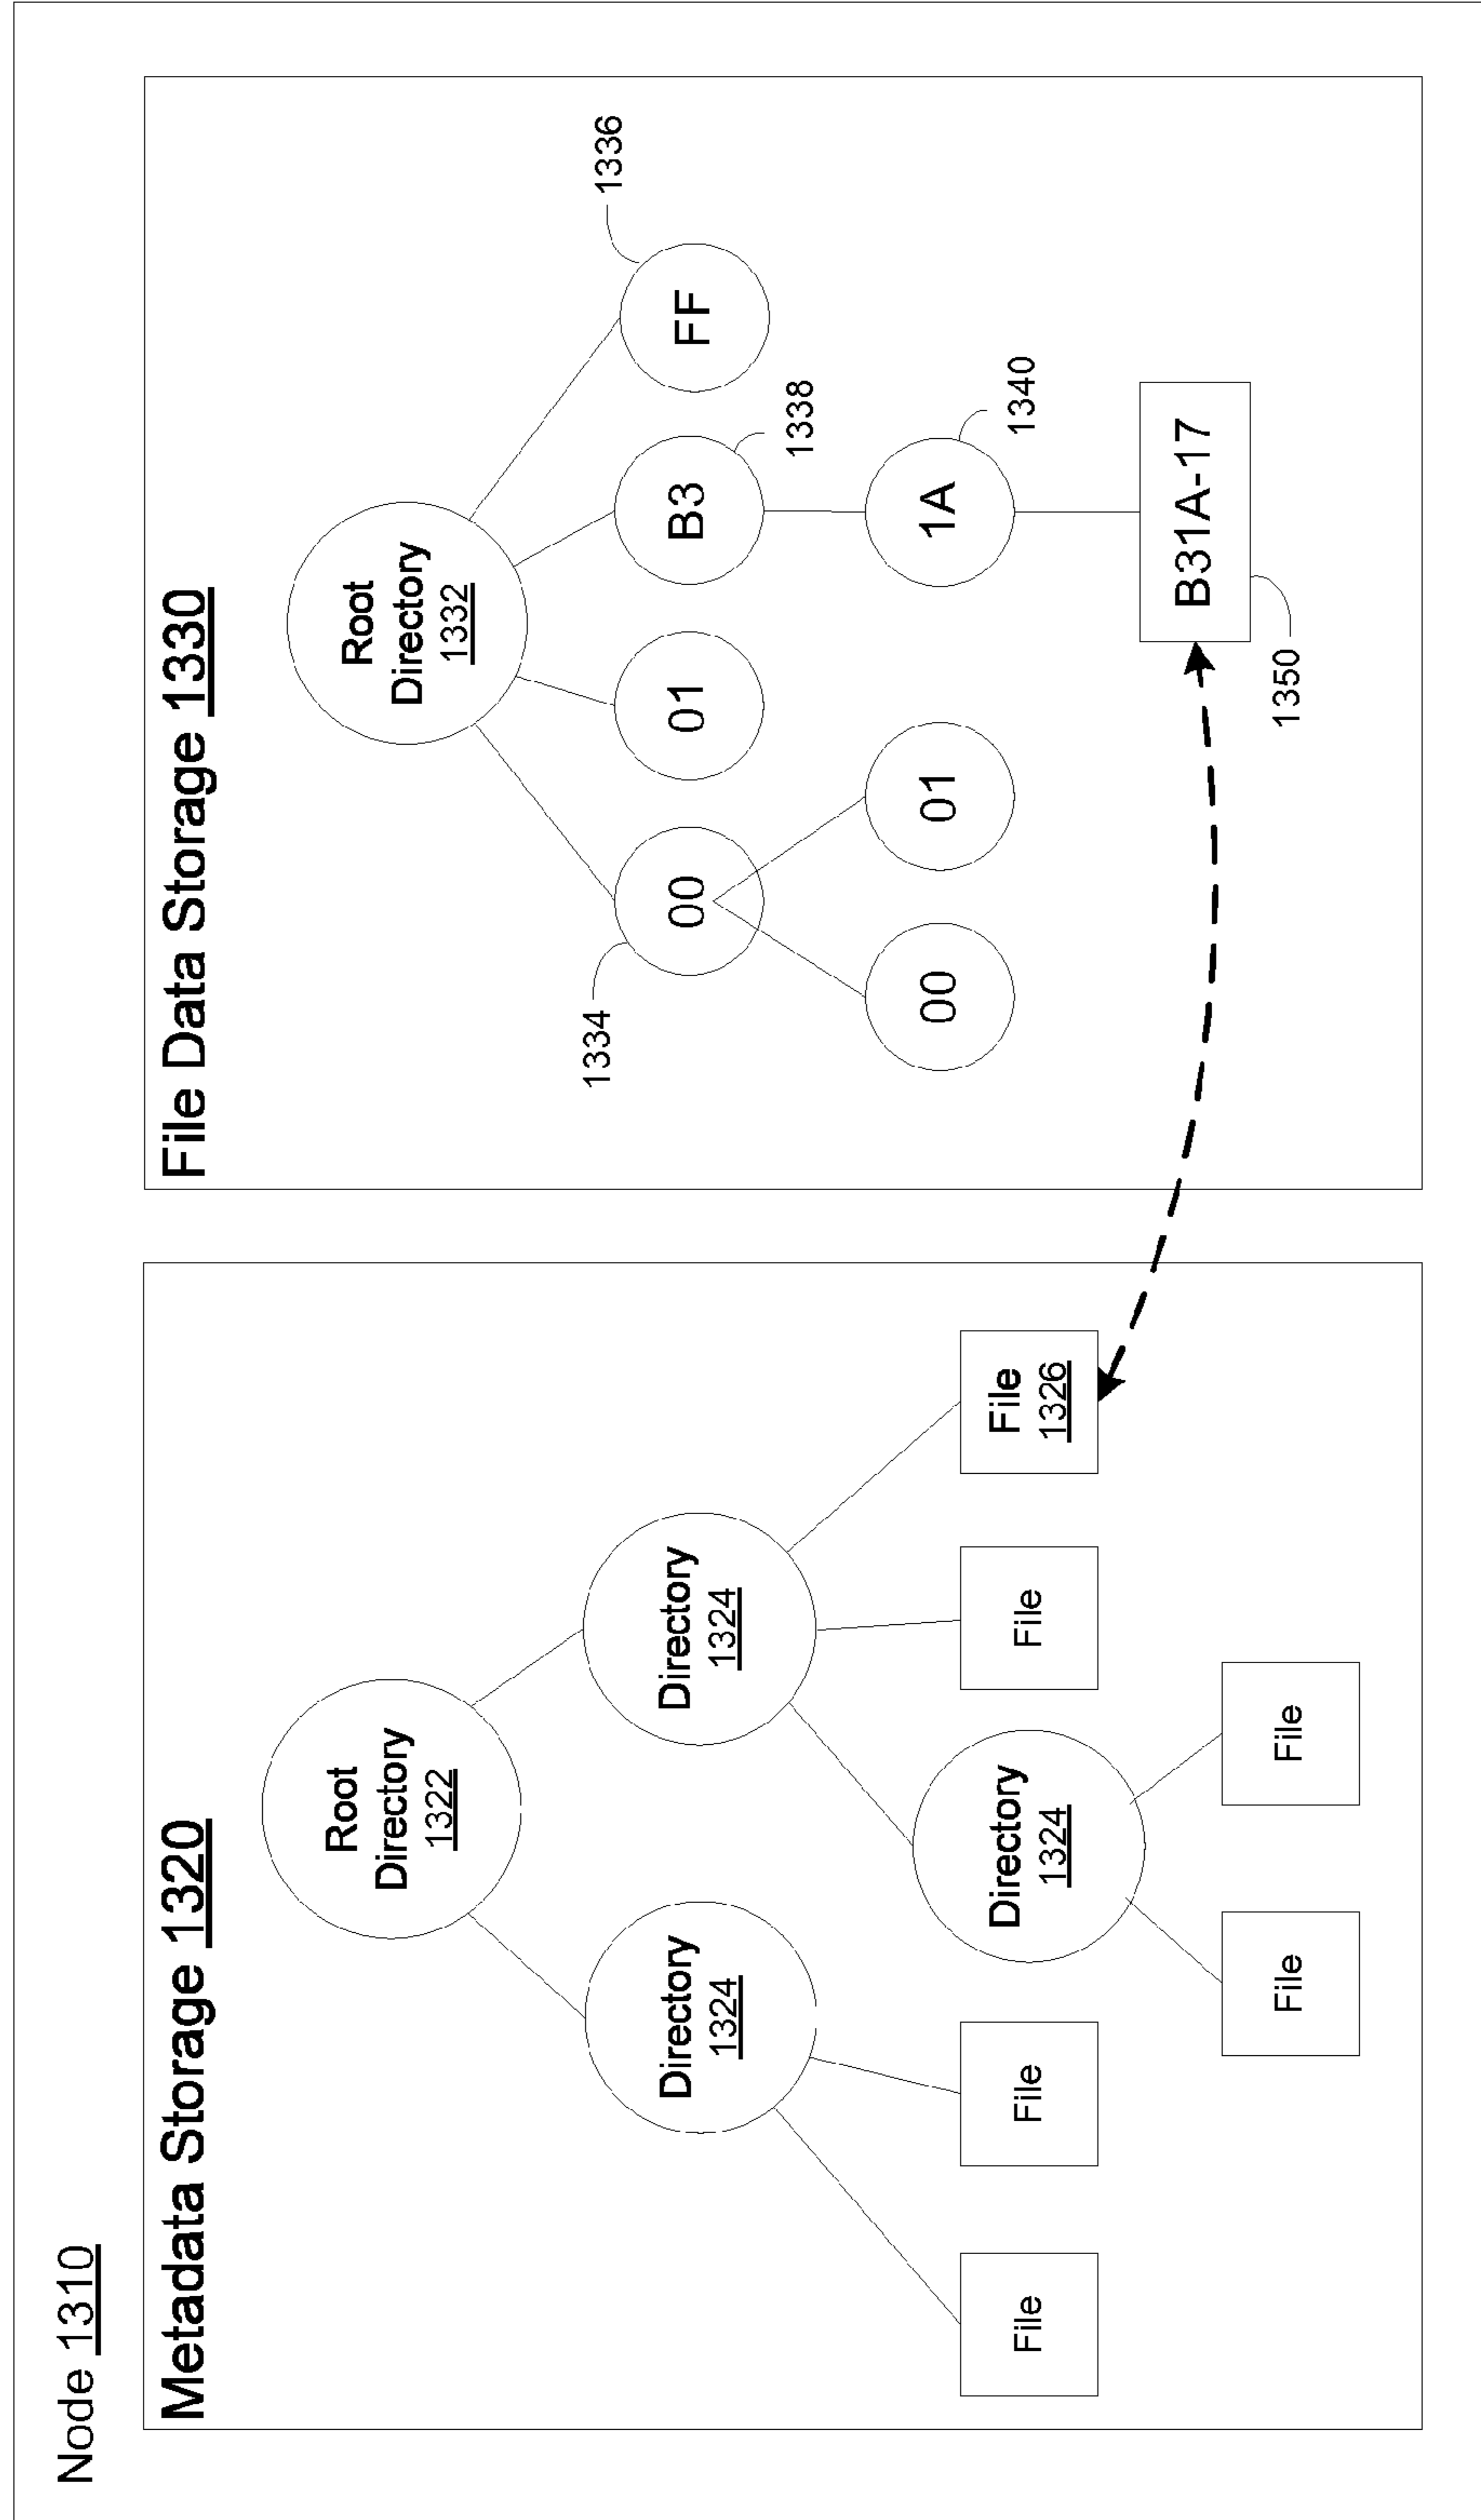 Node 1310
Metadata Storage 1320
Root
Directory
1322
Directory
1324
Directory
1324
File
File
Directory
1324
File
File
1326
File
File
File Data Storage 1330
Root
Directory
1332
1334
00
01
B3
FF
1336
1338
00
01
1A
1340
B31A-17
1350